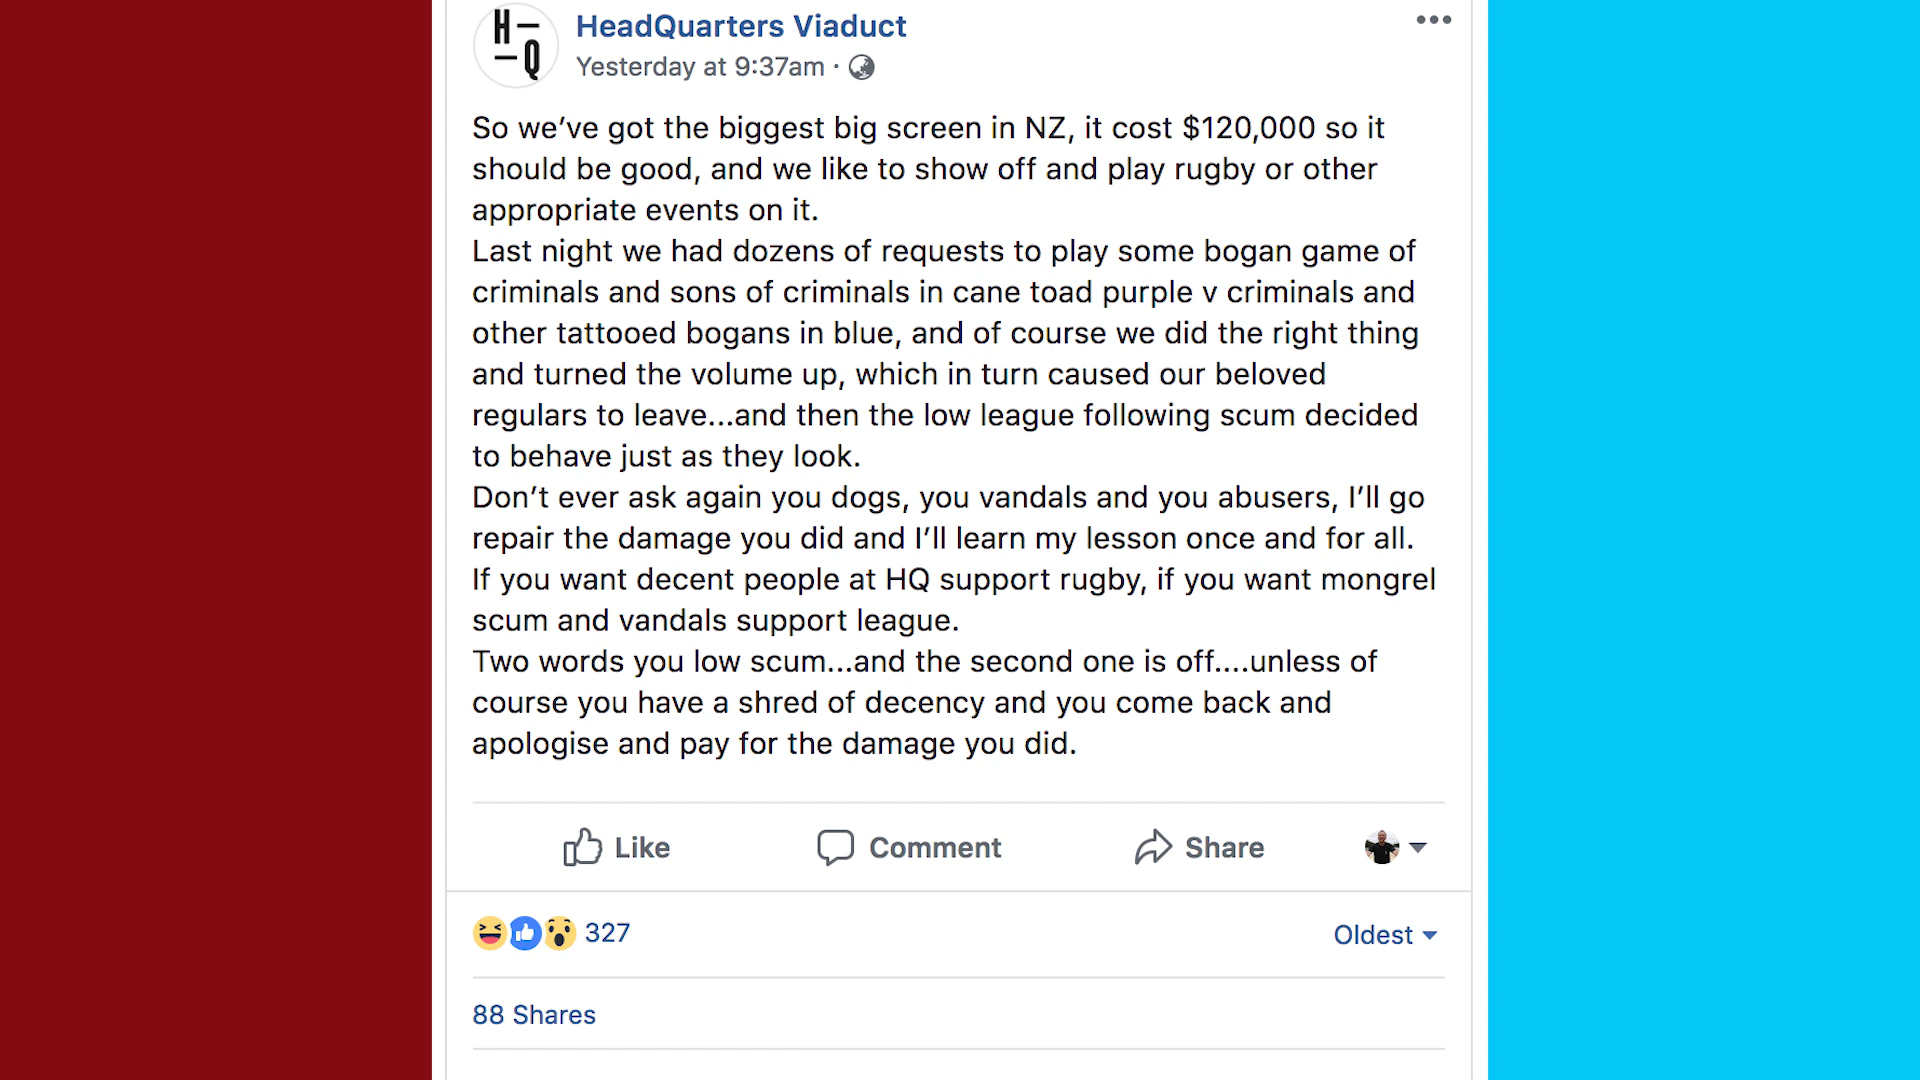 H
Q
HeadQuarters Viaduct
Yesterday at 9:37am ·
So we’ve got the biggest big screen in NZ, it cost $120,000 so it
should be good, and we like to show off and play rugby or other
appropriate events on it.
Last night we had dozens of requests to play some bogan game of
criminals and sons of criminals in cane toad purple v criminals and
other tattooed bogans in blue, and of course we did the right thing
and turned the volume up, which in turn caused our beloved
regulars to leave...and then the low league following scum decided
to behave just as they look.
Don’t ever ask again you dogs, you vandals and you abusers, I’ll go
repair the damage you did and I’ll learn my lesson once and for all.
If you want decent people at HQ support rugby, if you want mongrel
scum and vandals support league.
Two words you low scum...and the second one is off....unless of
course you have a shred of decency and you come back and
apologise and pay for the damage you did.
Like Comment Share
327 Oldest
88 Shares